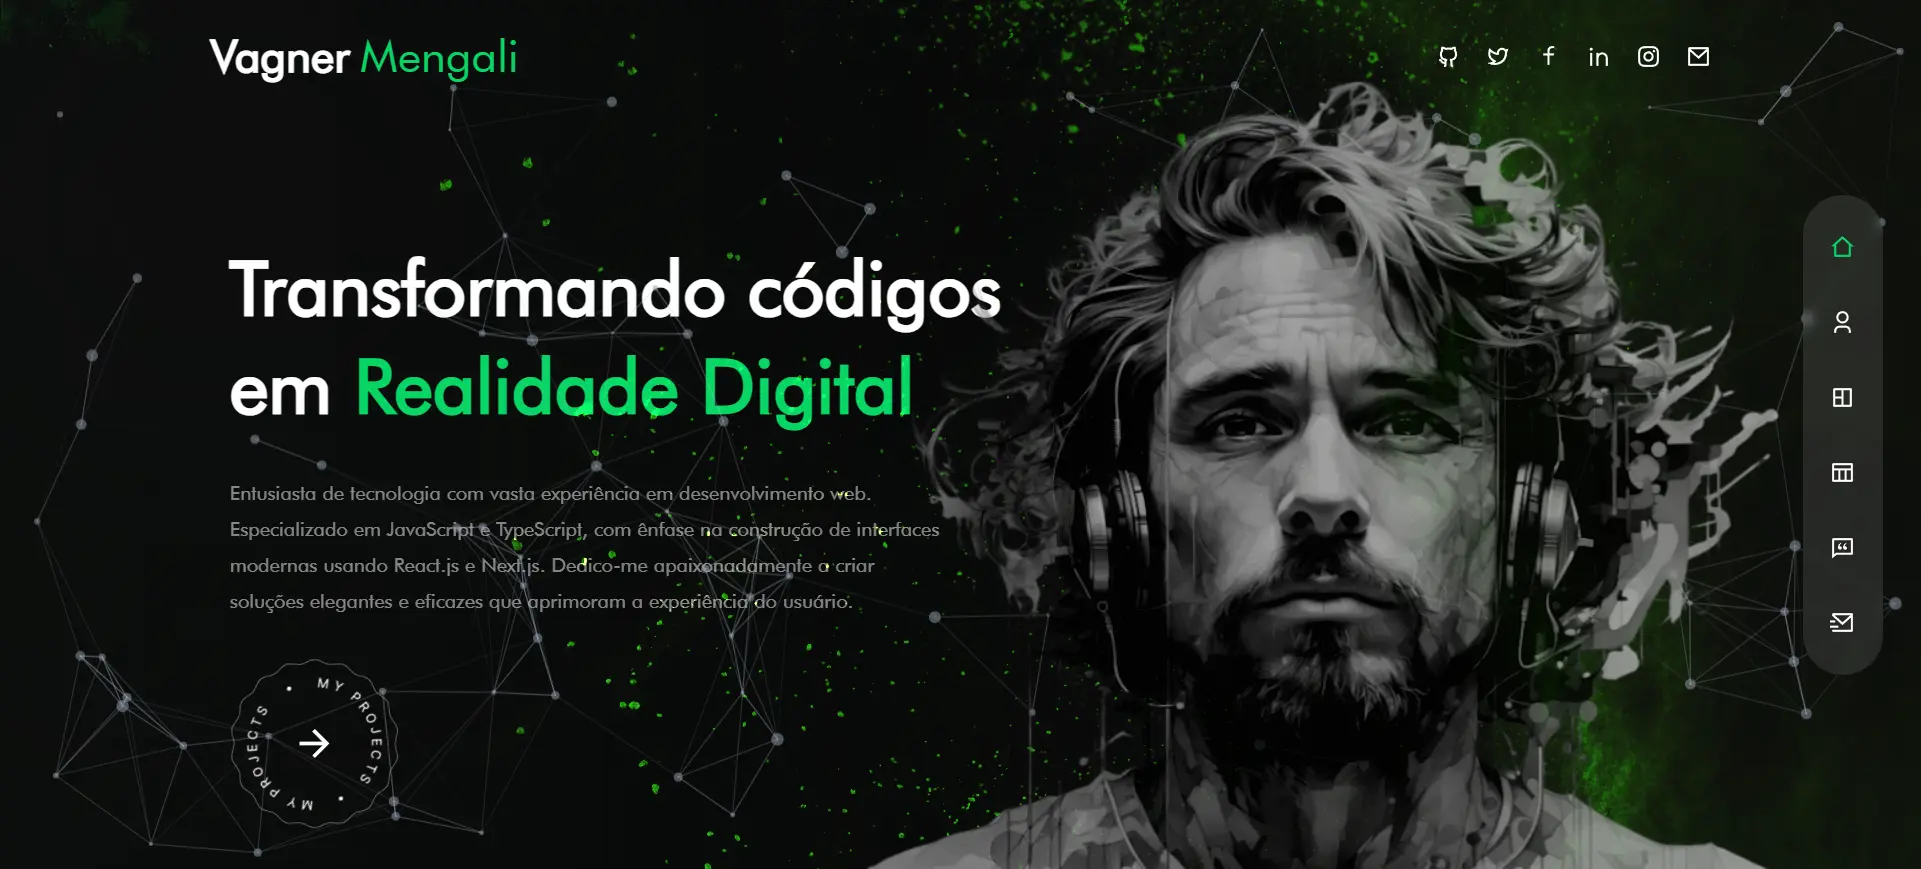 Vagner Mengali
Transformando códigos
em Realidade Digital
Entusiasta de tecnologia com vasta experiência em desenvolvimento web.
Especializado em JavaScript e TypeScript, com ênfase na construção de interfaces
modernas usando React.js e Next.js. Dedico-me apaixonadamente a criar
soluções elegantes e eficazes que aprimoram a experiência do usuário.
MY PROJECTS • MY PROJECTS •